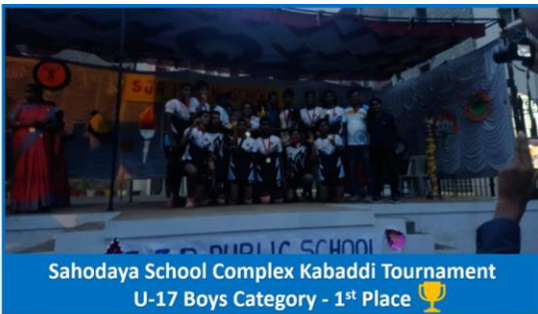 PUBLIC SCHOOL
Sahodaya School Complex Kabaddi Tournament
U-17 Boys Category - 1st Place